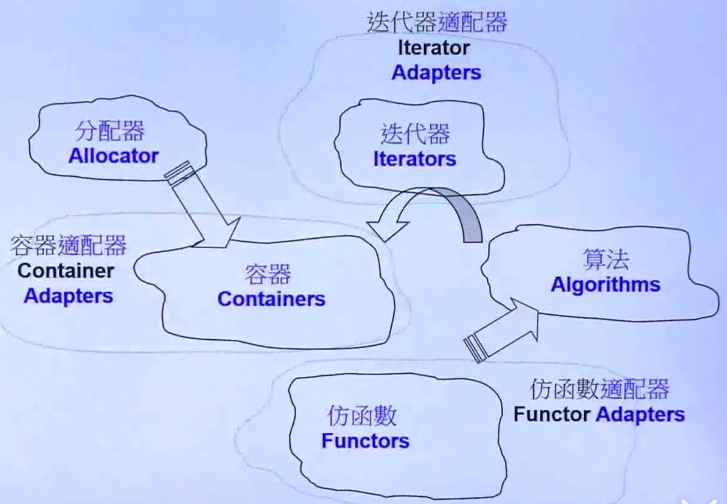 迭代器適配器
Iterator
Adapters
分配器
Allocator
迭代器
Iterators
容器適配器
Container
Adapters
容器
Containers
算法
Algorithms
仿函數
Functors
仿函數適配器
Functor Adapters